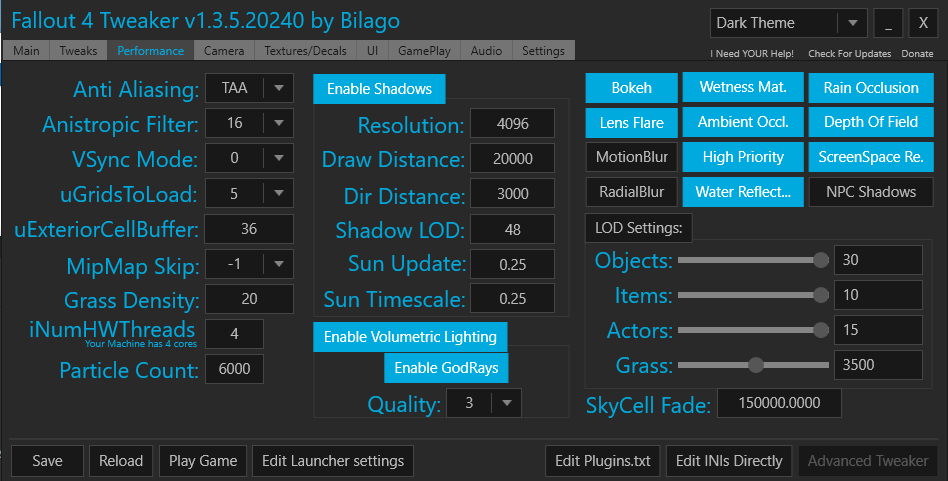 Fallout 4 Tweaker v1.3.5.20240 by Bilago
Dark Theme
_
X
I Need YOUR Help! Check For Updates Donate
Main Tweaks Performance Camera Textures/Decals UI GamePlay Audio Settings
Anti Aliasing: TAA
Anistropic Filter: 16
VSync Mode: 0
uGridsToLoad: 5
uExteriorCellBuffer: 36
MipMap Skip: -1
Grass Density: 20
iNumHWThreads 4
Your Machine has 4 cores
Particle Count: 6000
Enable Shadows
Resolution: 4096
Draw Distance: 20000
Dir Distance: 3000
Shadow LOD: 48
Sun Update: 0.25
Sun Timescale: 0.25
Enable Volumetric Lighting
Enable GodRays
Quality: 3
Bokeh Wetness Mat. Rain Occlusion
Lens Flare Ambient Occl. Depth Of Field
MotionBlur High Priority ScreenSpace Re.
RadialBlur Water Reflect... NPC Shadows
LOD Settings:
Objects: 30
Items: 10
Actors: 15
Grass: 3500
SkyCell Fade: 150000.0000
Save Reload Play Game Edit Launcher settings Edit Plugins.txt Edit INIs Directly Advanced Tweaker